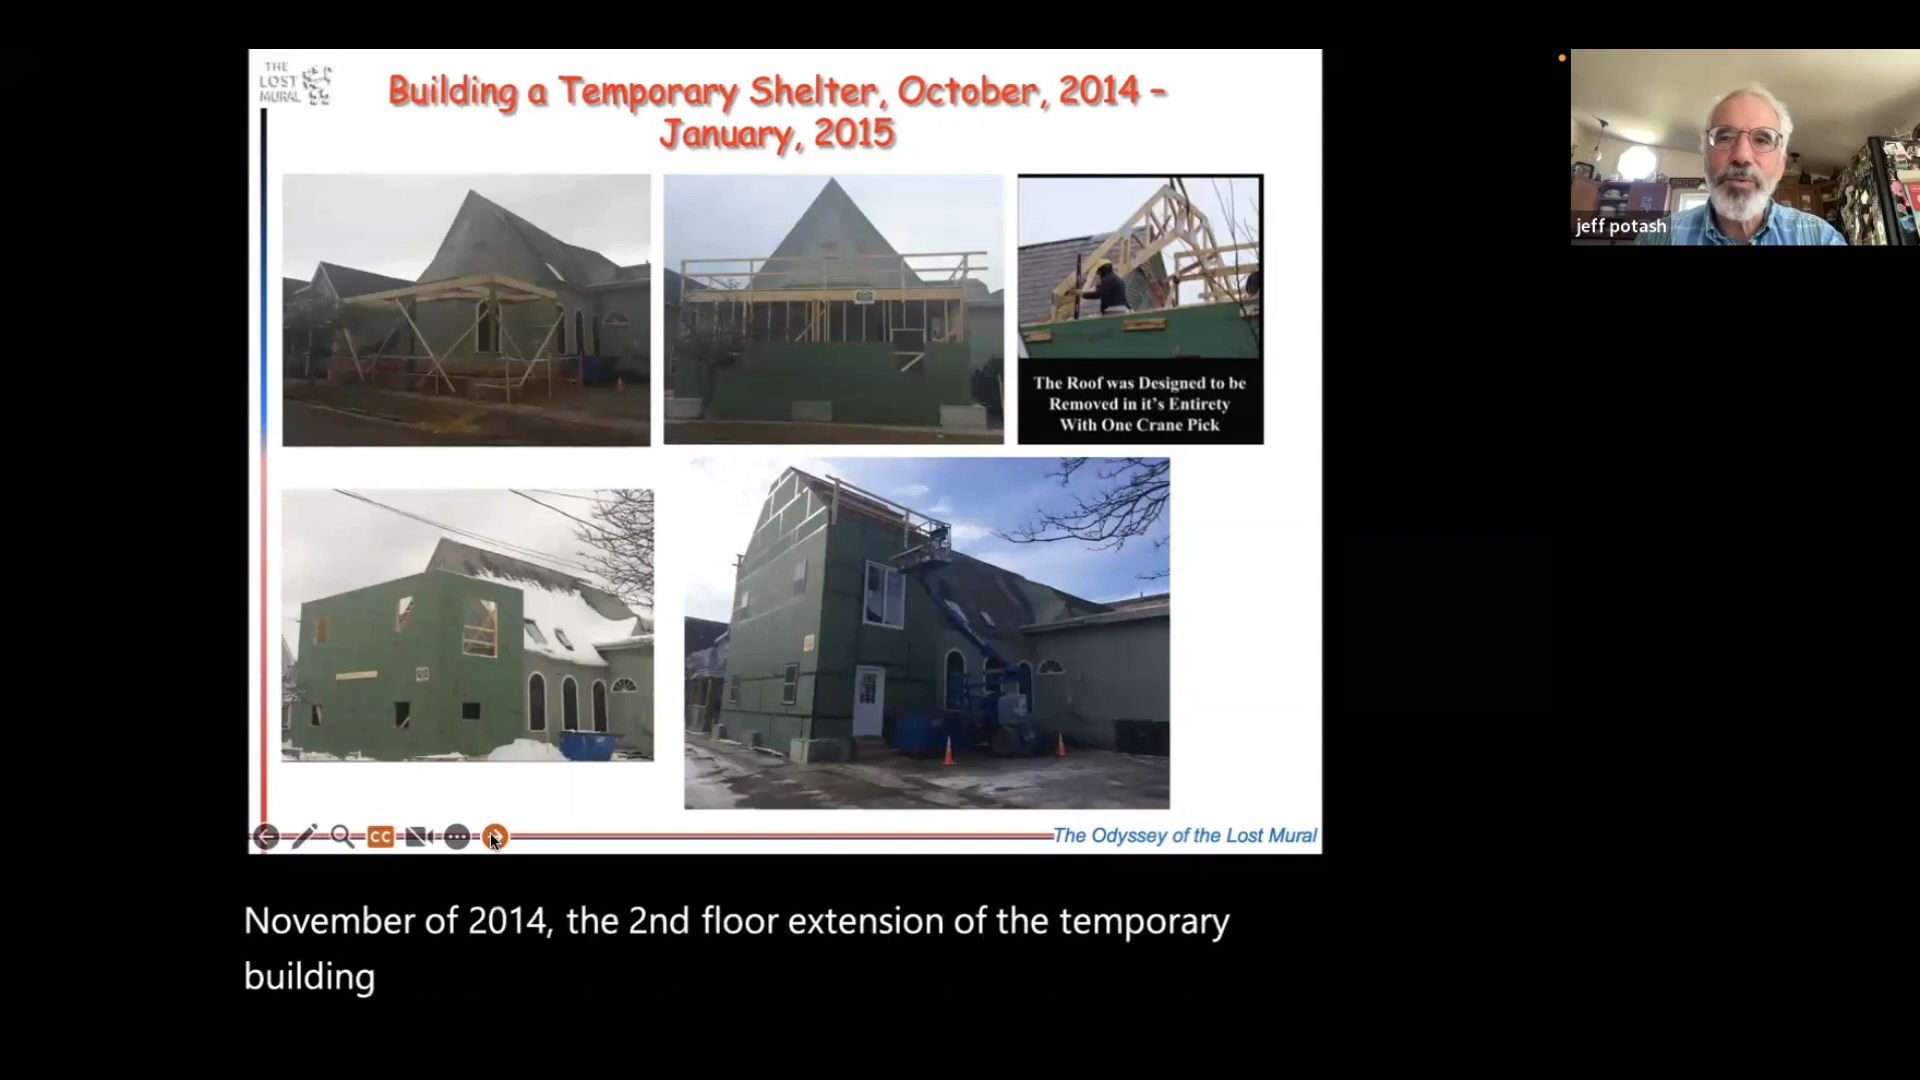 THE
LOST
MURAL
Building a Temporary Shelter, October, 2014 –
January, 2015
The Roof was Designed to be
Removed in it's Entirety
With One Crane Pick
CC
The Odyssey of the Lost Mural
jeff potash
November of 2014, the 2nd floor extension of the temporary
building